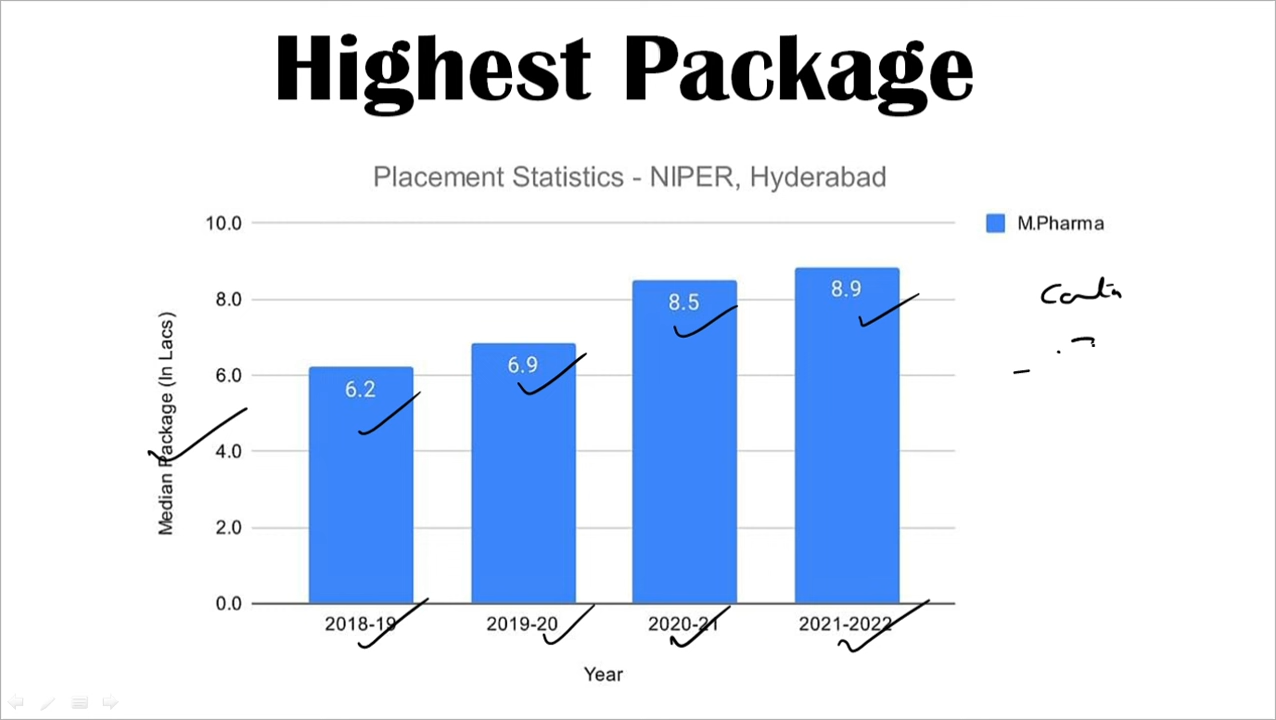 Highest Package
Placement Statistics - NIPER, Hyderabad
M.Pharma
Median Package (In Lacs)
10.0
8.0
6.0
4.0
2.0
0.0
6.2
6.9
8.5
8.9
2018-19
2019-20
2020-21
2021-2022
Year